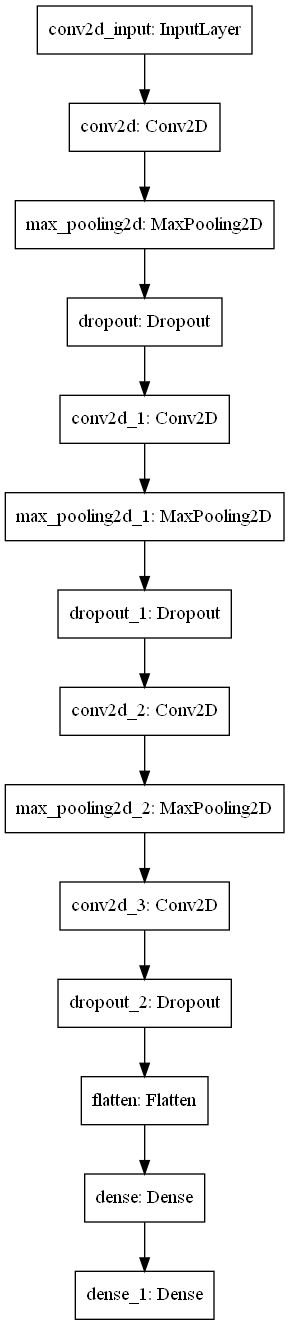 conv2d_input: InputLayer
conv2d: Conv2D
max_pooling2d: MaxPooling2D
dropout: Dropout
conv2d_1: Conv2D
max_pooling2d_1: MaxPooling2D
dropout_1: Dropout
conv2d_2: Conv2D
max_pooling2d_2: MaxPooling2D
conv2d_3: Conv2D
dropout_2: Dropout
flatten: Flatten
dense: Dense
dense_1: Dense